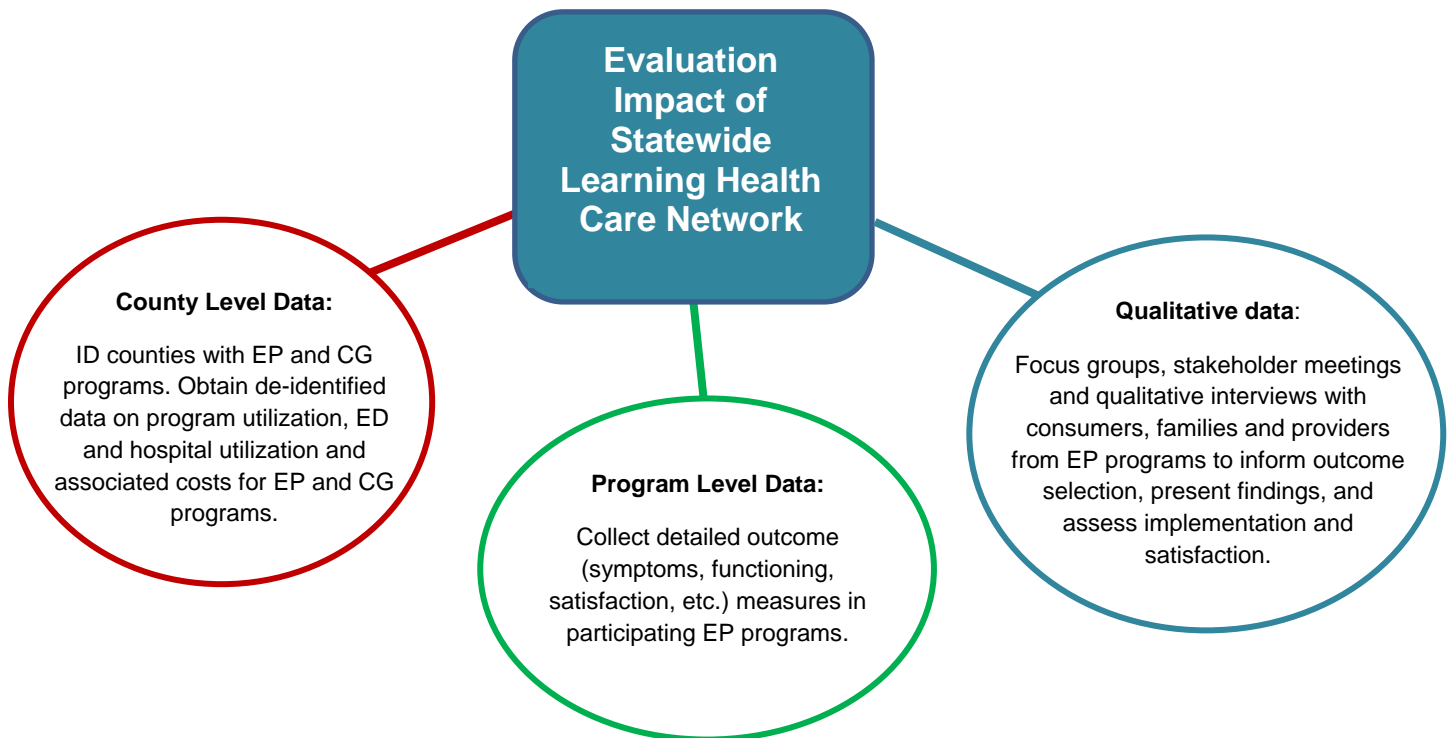 Evaluation
Impact of
Statewide
Learning Health
Care Network
County Level Data:
ID counties with EP and CG
programs. Obtain de-identified
data on program utilization, ED
and hospital utilization and
associated costs for EP and CG
programs.
Program Level Data:
Collect detailed outcome
(symptoms, functioning,
satisfaction, etc.) measures in
participating EP programs.
Qualitative data:
Focus groups, stakeholder meetings
and qualitative interviews with
consumers, families and providers
from EP programs to inform outcome
selection, present findings, and
assess implementation and
satisfaction.